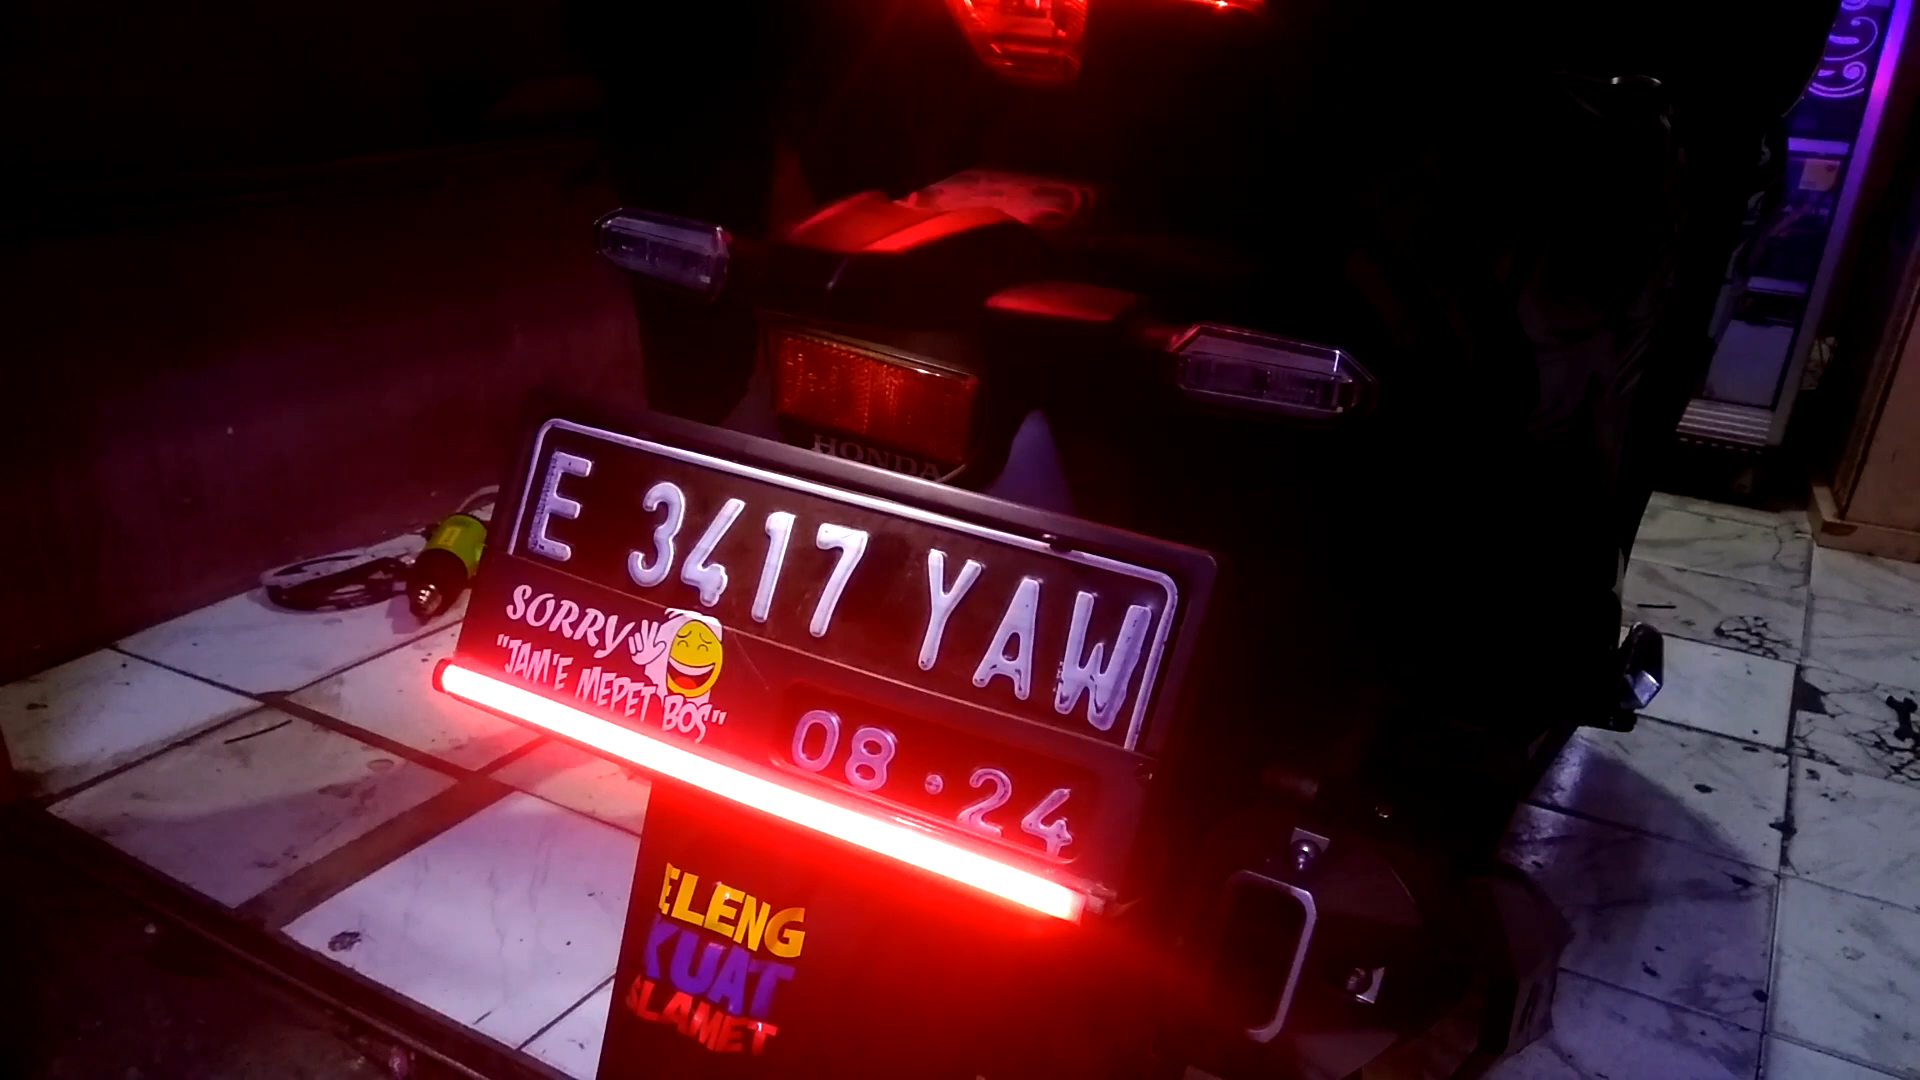 HONDA
E 3417 YAW
SORRY
"JAM'E MEPET BOS"
08 · 24
ELENG
KUAT
SLAMET